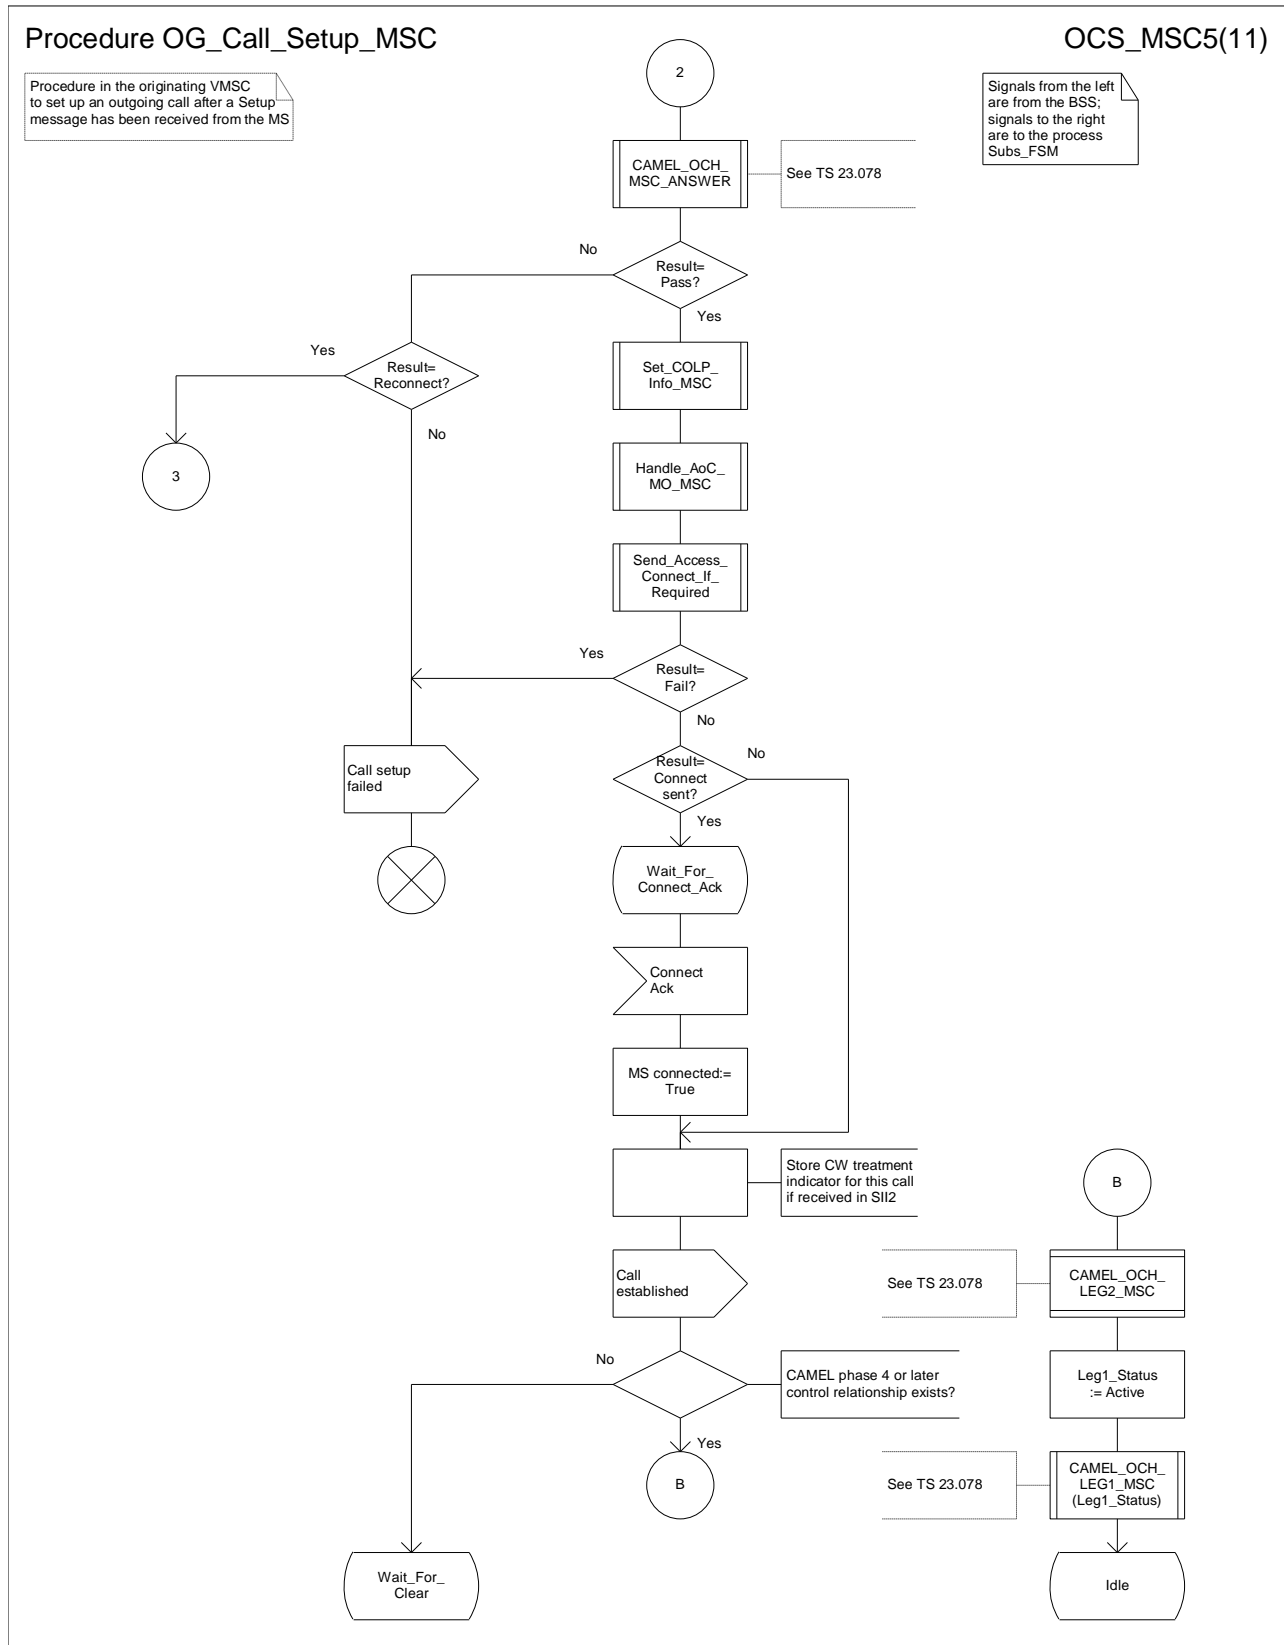 Procedure OG_Call_Setup_MSC
OCS_MSC5(11)
Procedure in the originating VMSC
to set up an outgoing call after a Setup
message has been received from the MS
2
Signals from the left
are from the BSS;
signals to the right
are to the process
Subs_FSM
CAMEL_OCH_
MSC_ANSWER
See TS 23.078
No
Result=
Pass?
Yes
Yes
Result=
Reconnect?
Set_COLP_
Info_MSC
No
3
Handle_AoC_
MO_MSC
Send_Access_
Connect_If_
Required
Yes
Result=
Fail?
No
Call setup
failed
Result=
Connect
sent?
No
Yes
Wait_For_
Connect_Ack
Connect
Ack
MS connected:=
True
Store CW treatment
indicator for this call
if received in SII2
B
Call
established
See TS 23.078
CAMEL_OCH_
LEG2_MSC
No
CAMEL phase 4 or later
control relationship exists?
Leg1_Status
:= Active
Yes
B
See TS 23.078
CAMEL_OCH_
LEG1_MSC
(Leg1_Status)
Wait_For_
Clear
Idle